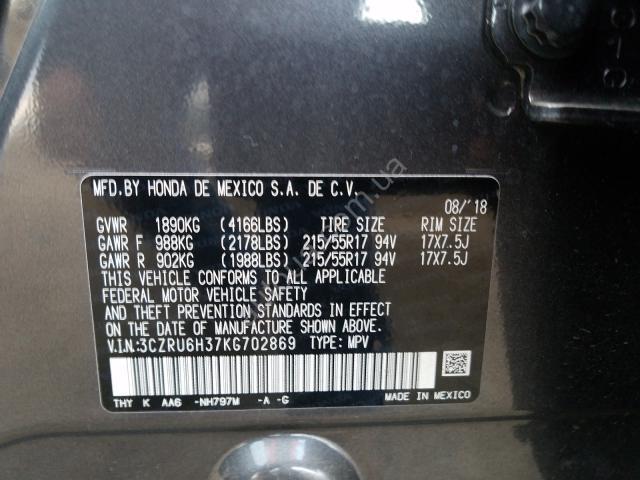 MFD.BY HONDA DE MEXICO S.A. DE C.V.
08/'18
GVWR 1890KG (4166LBS) TIRE SIZE RIM SIZE
GAWR F 988KG (2178LBS) 215/55R17 94V 17X7.5J
GAWR R 902KG (1988LBS) 215/55R17 94V 17X7.5J
THIS VEHICLE CONFORMS TO ALL APPLICABLE
FEDERAL MOTOR VEHICLE SAFETY
AND THEFT PREVENTION STANDARDS IN EFFECT
ON THE DATE OF MANUFACTURE SHOWN ABOVE.
V.I.N:3CZRU6H37KG702869 TYPE: MPV
THY K AAG -NH797M -A -G
MADE IN MEXICO